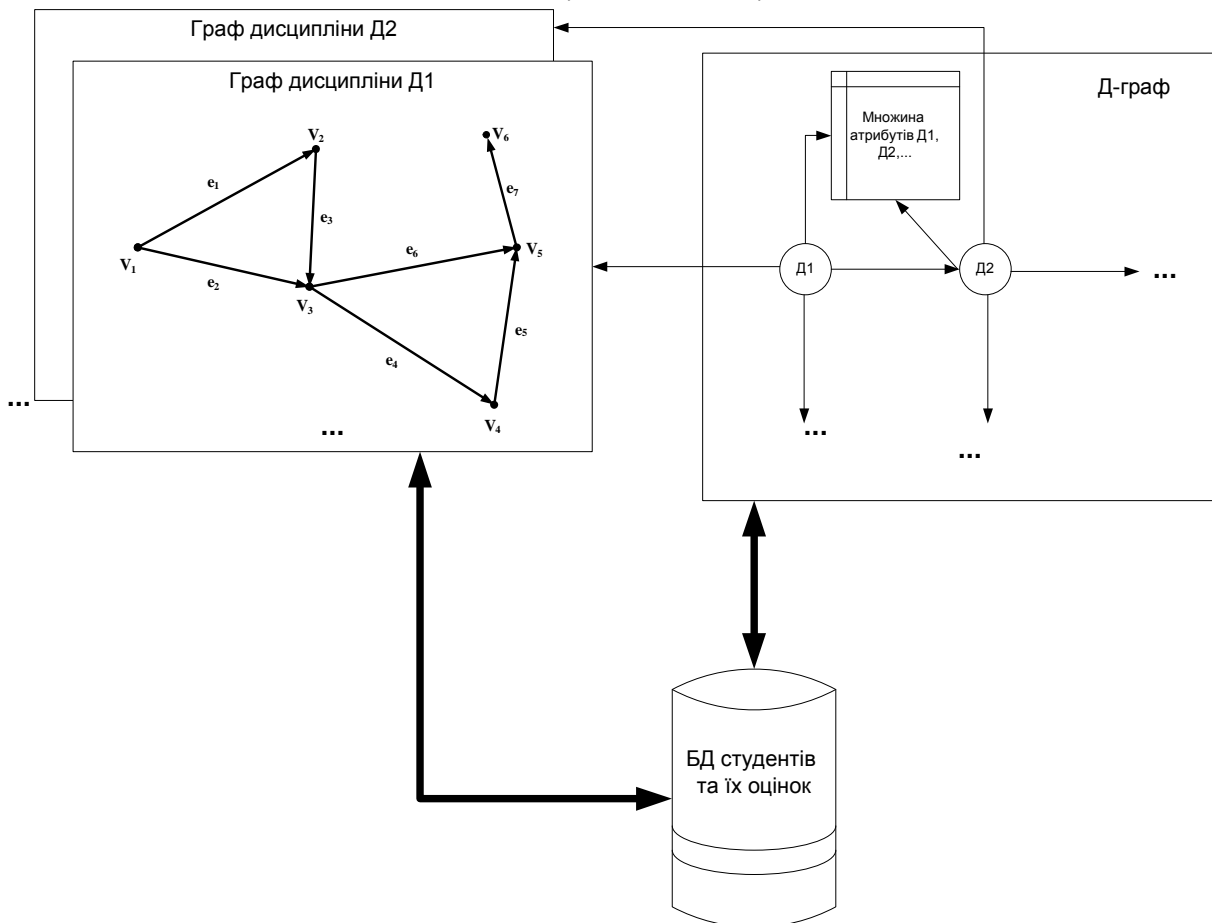 Граф дисципліни Д2
Граф дисципліни Д1
V2
V6
e1
e7
e3
V1
e6
V5
e2
V3
e5
e4
V4
...
...
Д-граф
Множина
атрибутів Д1,
Д2,...
Д1
Д2
...
...
...
БД студентів
та їх оцінок